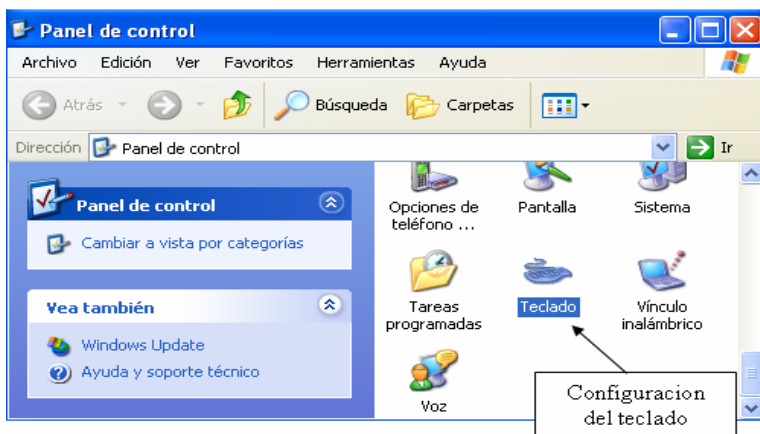 Panel de control
Archivo Edición Ver Favoritos Herramientas Ayuda
Atrás Búsqueda Carpetas
Dirección Panel de control Ir
Panel de control
Cambiar a vista por categorías
Vea también
Windows Update
Ayuda y soporte técnico
Opciones de
teléfono ...
Pantalla
Sistema
Tareas
programadas
Teclado
Vínculo
inalámbrico
Voz
Configuracion
del teclado